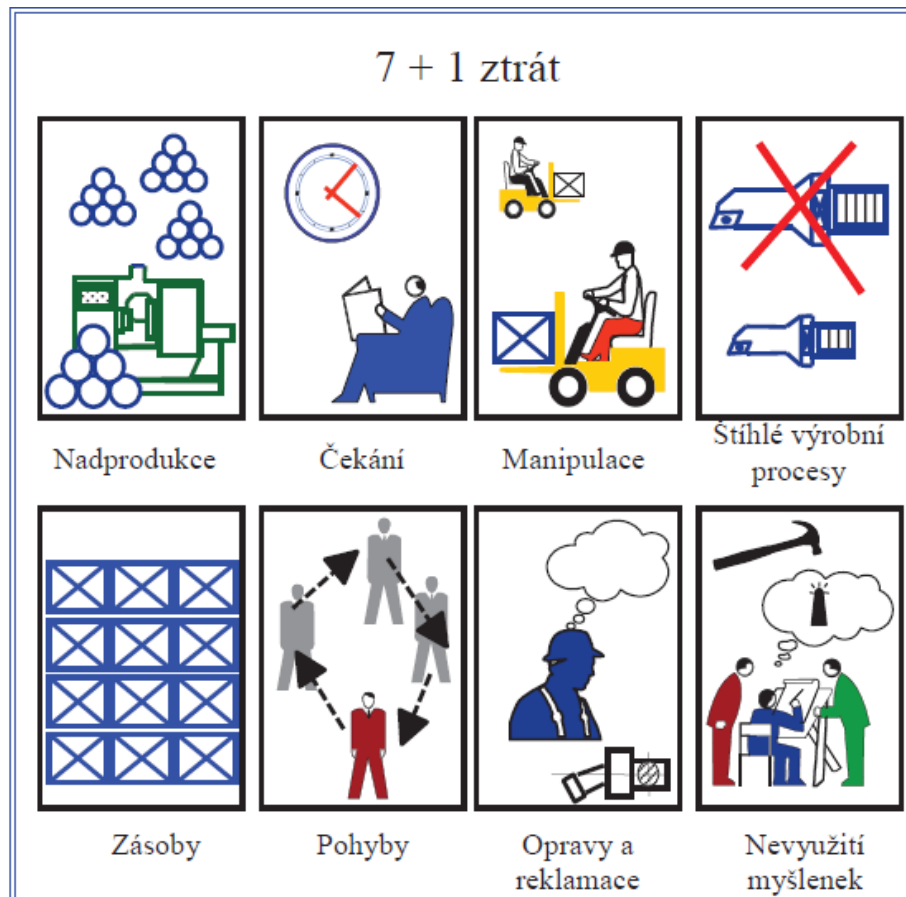 7 + 1 ztrát
Nadprodukce
Čekání
Manipulace
Štíhlé výrobní
procesy
Zásoby
Pohyby
Opravy a
reklamace
Nevyužití
myšlenek